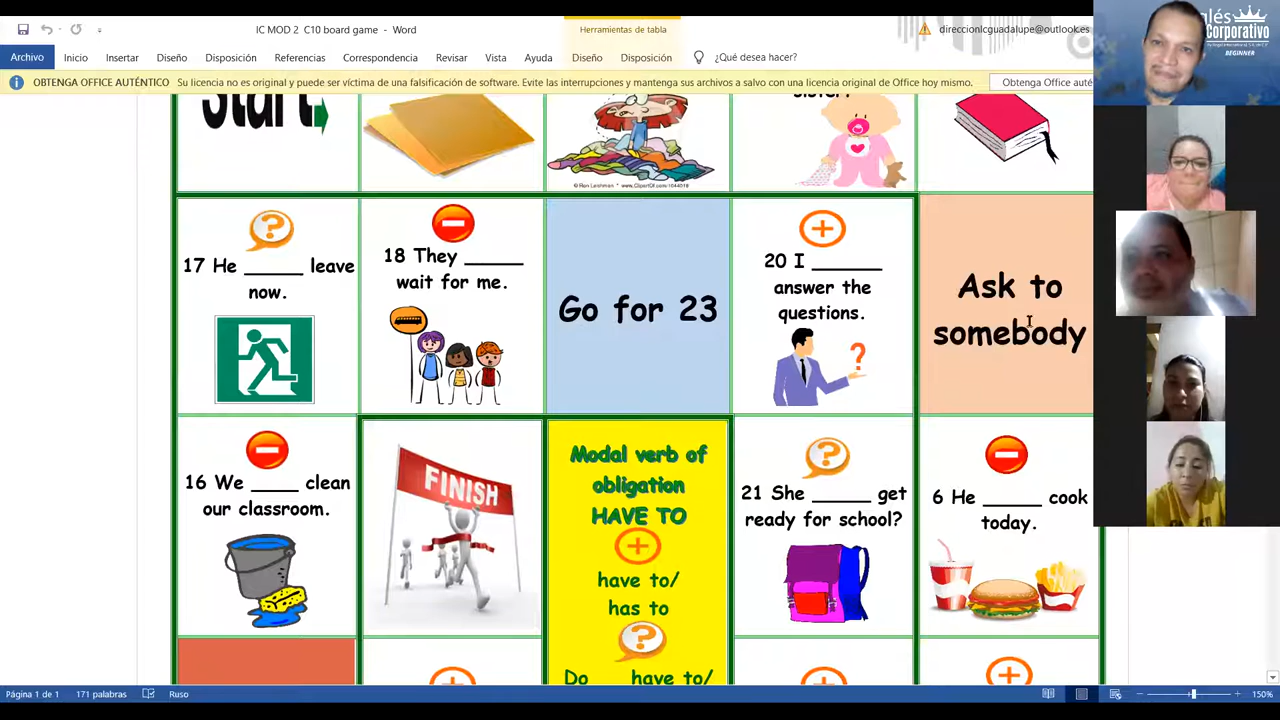 IC MOD 2 C10 board game - Word
Herramientas de tabla
direccionlcguadalupe@outlook.es
Archivo
Inicio
Insertar
Diseño
Disposición
Referencias
Correspondencia
Revisar
Vista
Ayuda
Diseño
Disposición
¿Qué desea hacer?
OBTENGA OFFICE AUTÉNTICO Su licencia no es original y puede ser víctima de una falsificación de software. Evite las interrupciones y mantenga sus archivos a salvo con una licencia original de Office hoy mismo.
Obtenga Office auté
Corporativo
BEGINNER
Start
sister?
17 He _____ leave
now.
18 They _____
wait for me.
Go for 23
20 I _____
answer the
questions.
?
Ask to
somebody
16 We ____ clean
our classroom.
FINISH
Modal verb of
obligation
HAVE TO
have to/
has to
Do __ have to/
21 She _____ get
ready for school?
6 He _____ cook
today.
Página 1 de 1
171 palabras
Ruso
150%